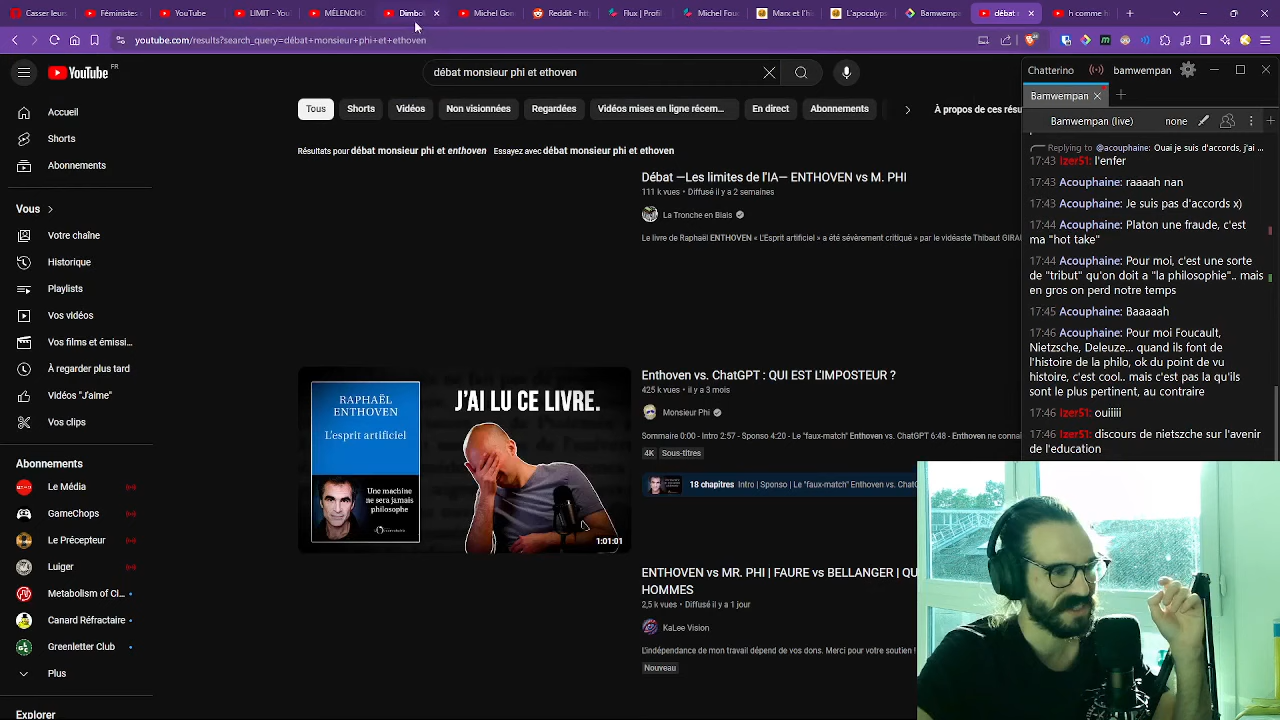 Casser leur
Féministes
YouTube
LIMIT - You
MÉLENCHO
Dimbo
Michel Gon
Reddit - htt
Flux | Profil
Michel Fouc
Marx et l'hi
L'apocalyps
Bamwempan
débat
h comme h
youtube.com/results?search_query=débat+monsieur+phi+et+ethoven
YouTube FR
débat monsieur phi et ethoven
Accueil
Shorts
Abonnements
Vous
Votre chaîne
Historique
Playlists
Vos vidéos
Vos films et émissi...
À regarder plus tard
Vidéos "J'aime"
Vos clips
Abonnements
Le Média
GameChops
Le Précepteur
Luiger
Metabolism of Ci...
Canard Réfractaire
Greenletter Club
Plus
Explorer
Tous
Shorts
Vidéos
Non visionnées
Regardées
Vidéos mises en ligne récem...
En direct
Abonnements
À propos de ces résu
Résultats pour débat monsieur phi et enthoven Essayez avec débat monsieur phi et ethoven
Débat —Les limites de l'IA— ENTHOVEN vs M. PHI
111 k vues • Diffusé il y a 2 semaines
La Tronche en Biais
Le livre de Raphaël ENTHOVEN « L'Esprit artificiel » a été sévèrement critiqué » par le vidéaste Thibaut GIRA
RAPHAËL
ENTHOVEN
L'esprit artificiel
Une machine
ne sera jamais
philosophe
J'AI LU CE LIVRE.
1:01:01
Enthoven vs. ChatGPT : QUI EST L'IMPOSTEUR ?
425 k vues • il y a 3 mois
Monsieur Phi
Sommaire 0:00 - Intro 2:57 - Sponso 4:20 - Le "faux-match" Enthoven vs. ChatGPT 6:48 - Enthoven ne connaî
4K Sous-titres
18 chapitres Intro | Sponso | Le "faux-match" Enthoven vs. ChatG
ENTHOVEN vs MR. PHI | FAURE vs BELLANGER | QU
HOMMES
2,5 k vues • Diffusé il y a 1 jour
KaLee Vision
L'indépendance de mon travail dépend de vos dons. Merci pour votre soutien !
Nouveau
Chatterino
bamwempan
Bamwempan
Bamwempan (live)
none
Replying to @acouphaine: Ouai je suis d'accords, j'...
17:43 Izer51: l'enfer
17:43 Acouphaine: raaaah nan
17:43 Acouphaine: Je suis pas d'accords x)
17:44 Acouphaine: Platon une fraude, c'est
ma "hot take"
17:44 Acouphaine: Pour moi, c'est une sorte
de "tribut" qu'on doit à "la philosophie".. mais
en gros on perd notre temps
17:45 Acouphaine: Baaaaah
17:46 Acouphaine: Pour moi Foucault,
Nietzsche, Deleuze... quand ils font de
l'histoire de la philo, ok du point de vu
histoire, c'est cool.. mais c'est pas la qu'ils
sont le plus pertinent, au contraire
17:46 Izer51: ouiiiii
17:46 Izer51: discours de nietzsche sur l'avenir
de l'education